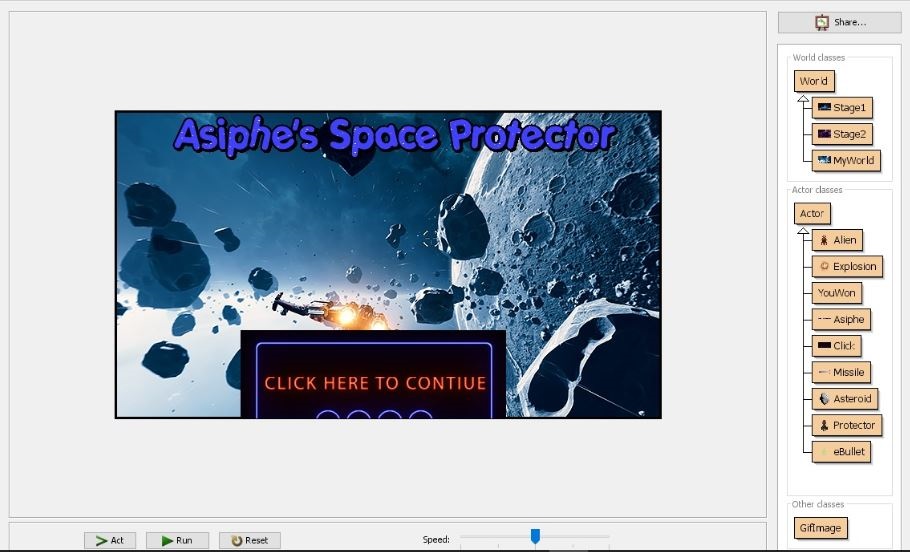 Share...
World classes
World
Stage1
Stage2
MyWorld
Asiphe's Space Protector
CLICK HERE TO CONTIUE
Actor classes
Actor
Alien
Explosion
YouWon
Asiphe
Click
Missile
Asteroid
Protector
eBullet
Other classes
GifImage
Act
Run
Reset
Speed: